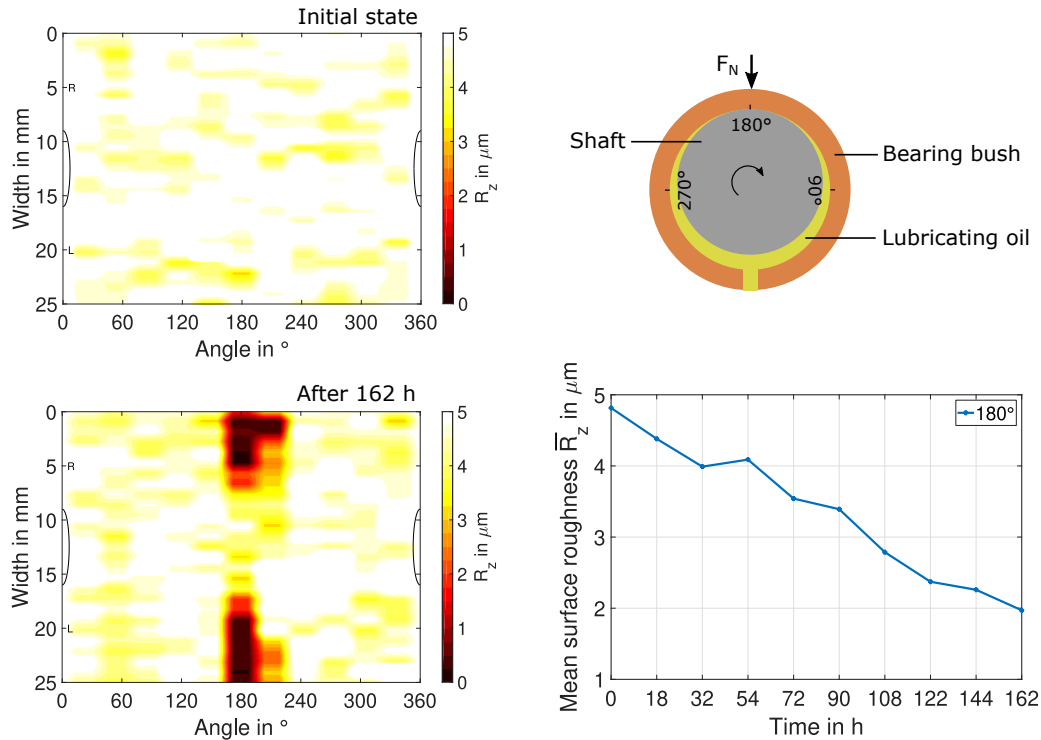 Initial state
0
5
10
15
20
25
Width in mm
R
L
0 60 120 180 240 300 360
Angle in °
5
4
3
2
1
0
R_z in μm
F_N
180°
Shaft
270°
90°
Bearing bush
Lubricating oil
After 162 h
0
5
10
15
20
25
Width in mm
R
L
0 60 120 180 240 300 360
Angle in °
5
4
3
2
1
0
R_z in μm
Mean surface roughness R̅_z in μm
5
4
3
2
1
180°
0 18 32 54 72 90 108 122 144 162
Time in h